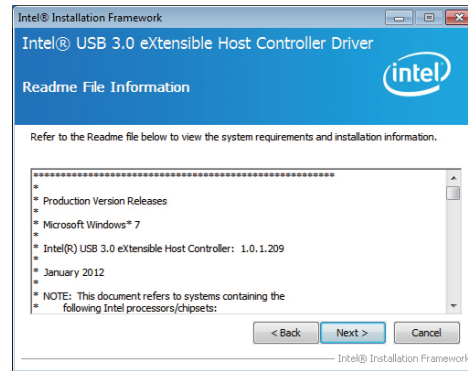 Intel® Installation Framework
Intel® USB 3.0 eXtensible Host Controller Driver
Readme File Information
(intel)
Refer to the Readme file below to view the system requirements and installation information.
******************************************************
*
* Production Version Releases
*
* Microsoft Windows* 7
*
* Intel(R) USB 3.0 eXtensible Host Controller: 1.0.1.209
*
* January 2012
*
* NOTE: This document refers to systems containing the
* following Intel processors/chipsets:
< Back
Next >
Cancel
Intel® Installation Framework